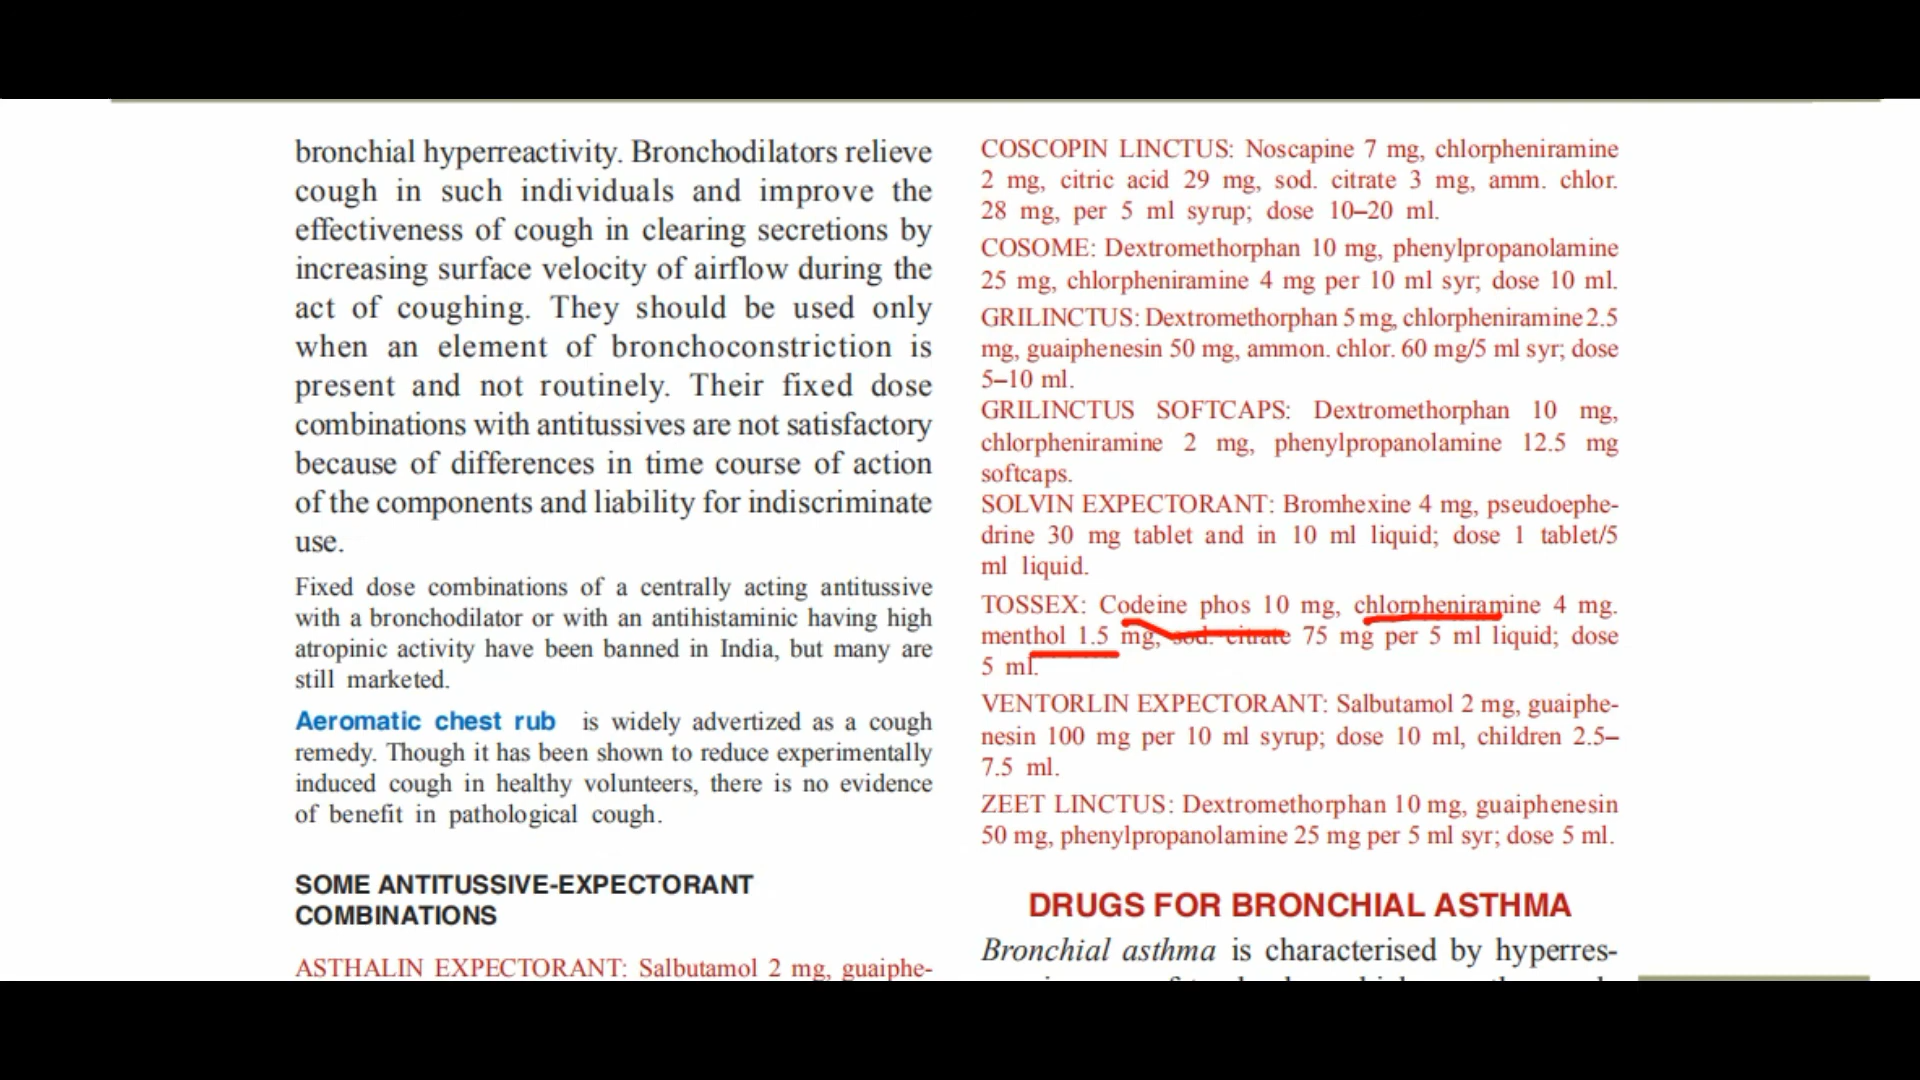 bronchial hyperreactivity. Bronchodilators relieve
cough in such individuals and improve the
effectiveness of cough in clearing secretions by
increasing surface velocity of airflow during the
act of coughing. They should be used only
when an element of bronchoconstriction is
present and not routinely. Their fixed dose
combinations with antitussives are not satisfactory
because of differences in time course of action
of the components and liability for indiscriminate
use.
Fixed dose combinations of a centrally acting antitussive
with a bronchodilator or with an antihistaminic having high
atropinic activity have been banned in India, but many are
still marketed.
Aeromatic chest rub is widely advertized as a cough
remedy. Though it has been shown to reduce experimentally
induced cough in healthy volunteers, there is no evidence
of benefit in pathological cough.
SOME ANTITUSSIVE-EXPECTORANT
COMBINATIONS
ASTHALIN EXPECTORANT: Salbutamol 2 mg, guaiphe-
COSCOPIN LINCTUS: Noscapine 7 mg, chlorpheniramine
2 mg, citric acid 29 mg, sod. citrate 3 mg, amm. chlor.
28 mg, per 5 ml syrup; dose 10–20 ml.
COSOME: Dextromethorphan 10 mg, phenylpropanolamine
25 mg, chlorpheniramine 4 mg per 10 ml syr; dose 10 ml.
GRILINCTUS: Dextromethorphan 5 mg, chlorpheniramine 2.5
mg, guaiphenesin 50 mg, ammon. chlor. 60 mg/5 ml syr; dose
5–10 ml.
GRILINCTUS SOFTCAPS: Dextromethorphan 10 mg,
chlorpheniramine 2 mg, phenylpropanolamine 12.5 mg
softcaps.
SOLVIN EXPECTORANT: Bromhexine 4 mg, pseudoephe-
drine 30 mg tablet and in 10 ml liquid; dose 1 tablet/5
ml liquid.
TOSSEX: Codeine phos 10 mg, chlorpheniramine 4 mg.
menthol 1.5 mg, sod. citrate 75 mg per 5 ml liquid; dose
5 ml.
VENTORLIN EXPECTORANT: Salbutamol 2 mg, guaiphe-
nesin 100 mg per 10 ml syrup; dose 10 ml, children 2.5–
7.5 ml.
ZEET LINCTUS: Dextromethorphan 10 mg, guaiphenesin
50 mg, phenylpropanolamine 25 mg per 5 ml syr; dose 5 ml.
DRUGS FOR BRONCHIAL ASTHMA
Bronchial asthma is characterised by hyperres-